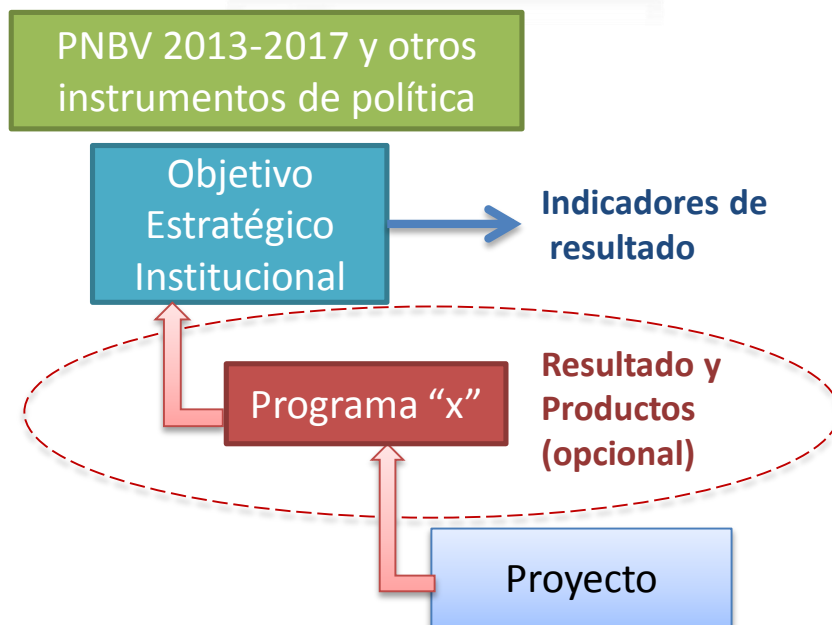 PNBV 2013-2017 y otros
instrumentos de política
Objetivo
Estratégico
Institucional
Indicadores de
resultado
Programa “x”
Resultado y
Productos
(opcional)
Proyecto